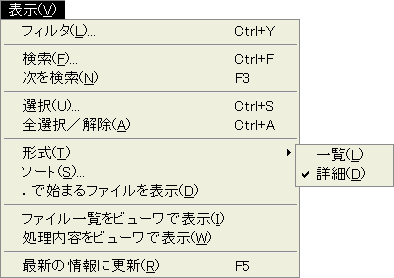 表示(V)
フィルタ(L)... Ctrl+Y
検索(F)... Ctrl+F
次を検索(N) F3
選択(U)... Ctrl+S
全選択／解除(A) Ctrl+A
形式(T)
一覧(L)
ソート(S)...
詳細(D)
．で始まるファイルを表示(D)
ファイル一覧をビューワで表示(I)
処理内容をビューワで表示(W)
最新の情報に更新(R) F5